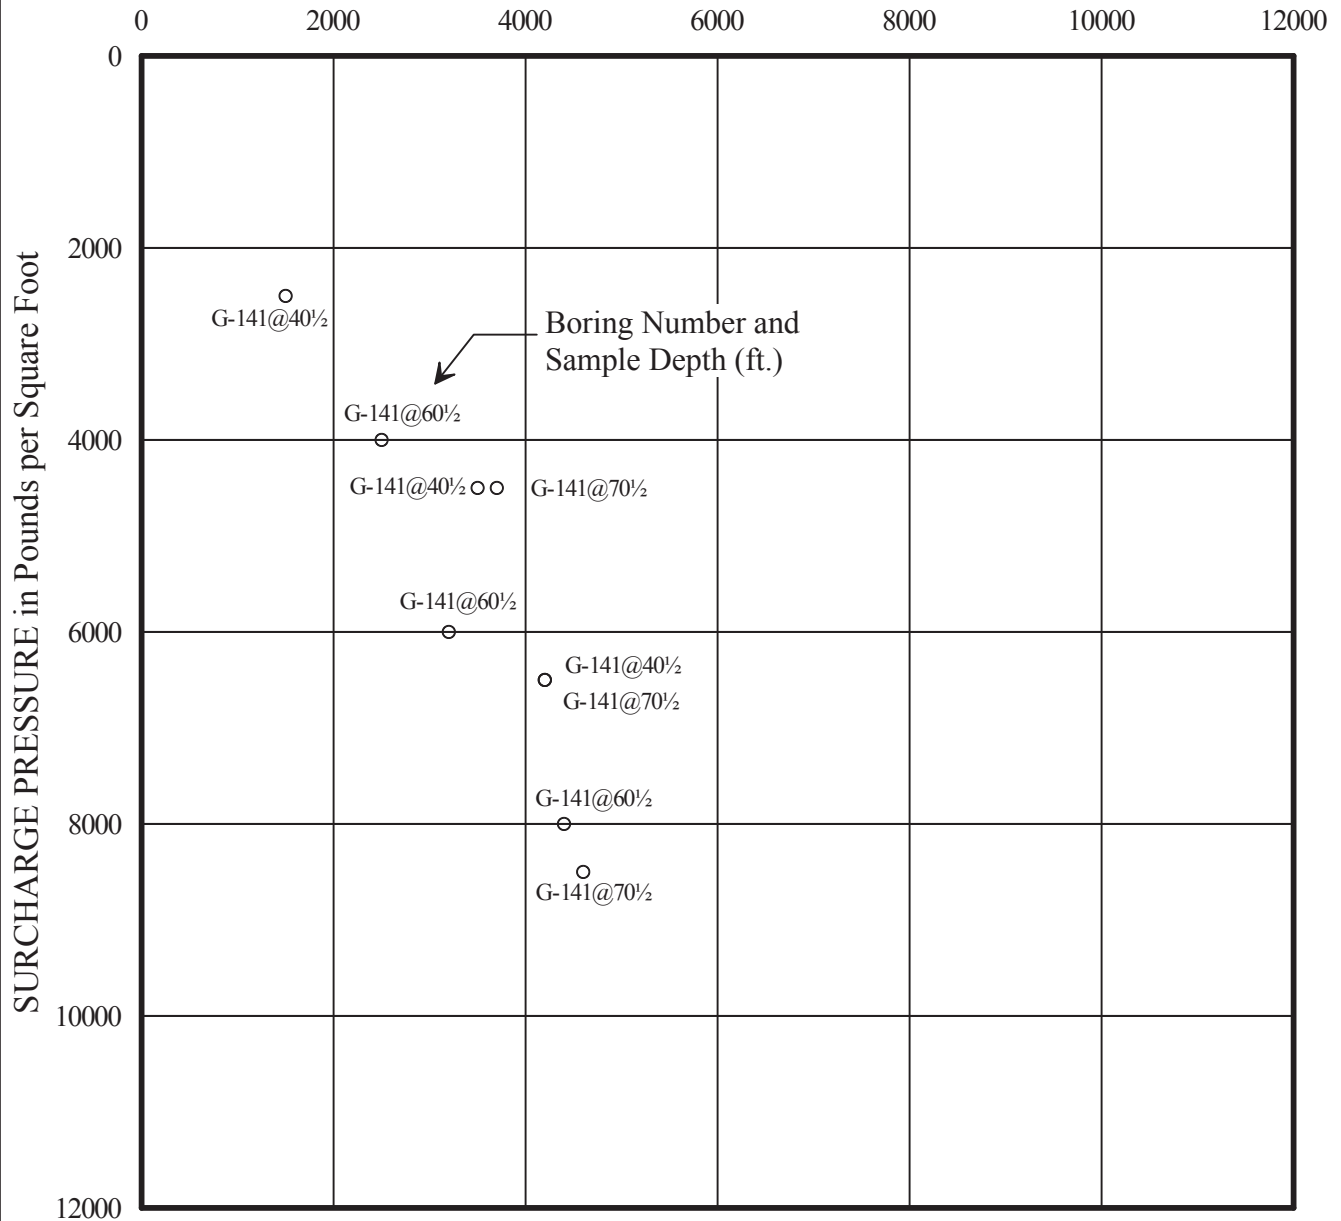 0 2000 4000 6000 8000 10000 12000
0
2000
4000
6000
8000
10000
12000
SURCHARGE PRESSURE in Pounds per Square Foot
G-141@40½
Boring Number and
Sample Depth (ft.)
G-141@60½
G-141@40½
G-141@70½
G-141@60½
G-141@40½
G-141@70½
G-141@60½
G-141@70½